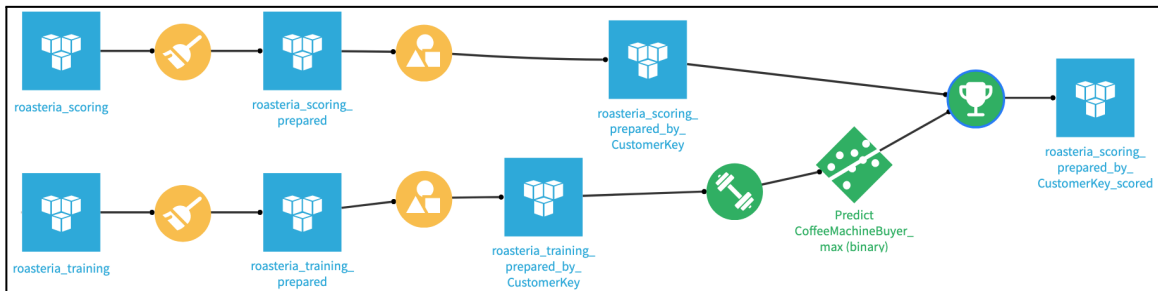 roasteria_scoring
roasteria_scoring_
prepared
roasteria_scoring_
prepared_by_
CustomerKey
roasteria_scoring_
prepared_by_
CustomerKey_scored
roasteria_training
roasteria_training_
prepared
roasteria_training_
prepared_by_
CustomerKey
Predict
CoffeeMachineBuyer_
max (binary)